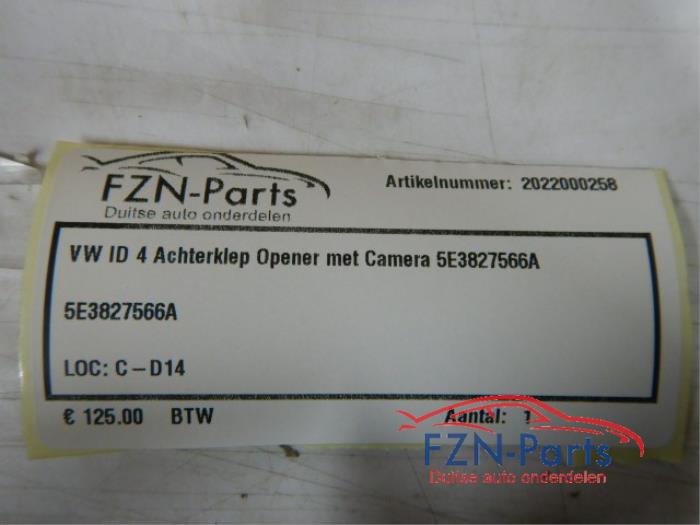 FZN-Parts
Duitse auto onderdelen
Artikelnummer: 2022000258
VW ID 4 Achterklep Opener met Camera 5E3827566A
5E3827566A
LOC: C-D14
€ 125.00 BTW
Aantal: 1
FZN-Parts
Duitse auto onderdelen